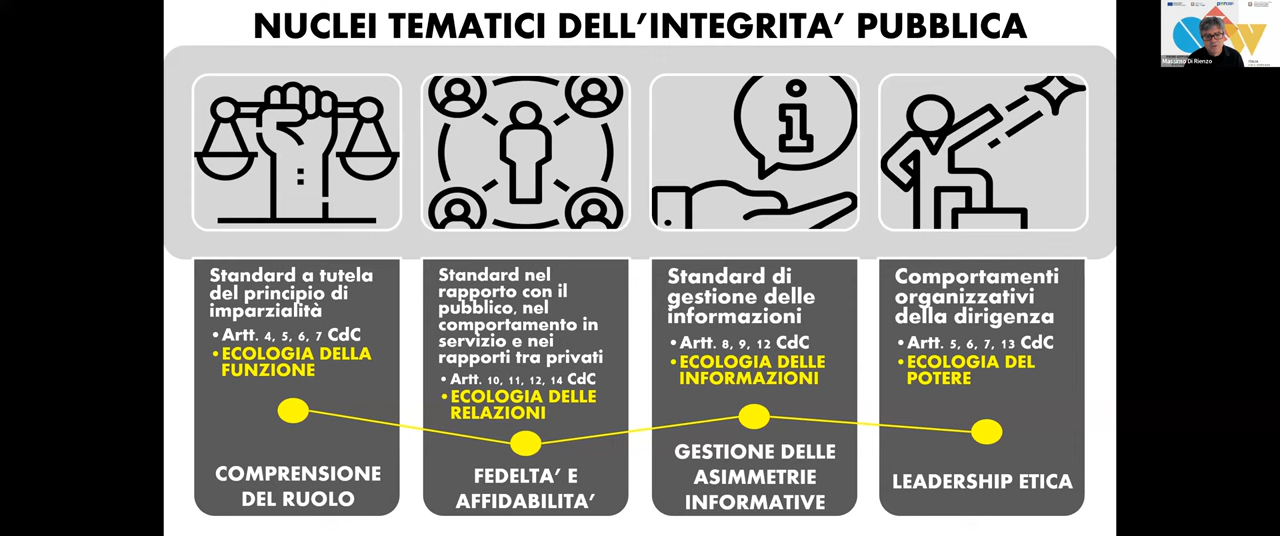 NUCLEI TEMATICI DELL'INTEGRITA' PUBBLICA
Massimo Di Rienzo
ITALIA
Standard a tutela
del principio di
imparzialità
• Artt. 4, 5, 6, 7 CdC
• ECOLOGIA DELLA
FUNZIONE
COMPRENSIONE
DEL RUOLO
Standard nel
rapporto con il
pubblico, nel
comportamento in
servizio e nei
rapporti tra privati
• Artt. 10, 11, 12, 14 CdC
• ECOLOGIA DELLE
RELAZIONI
FEDELTA' E
AFFIDABILITA'
Standard di
gestione delle
informazioni
• Artt. 8, 9, 12 CdC
• ECOLOGIA DELLE
INFORMAZIONI
GESTIONE DELLE
ASIMMETRIE
INFORMATIVE
Comportamenti
organizzativi
della dirigenza
• Artt. 5, 6, 7, 13 CdC
• ECOLOGIA DEL
POTERE
LEADERSHIP ETICA